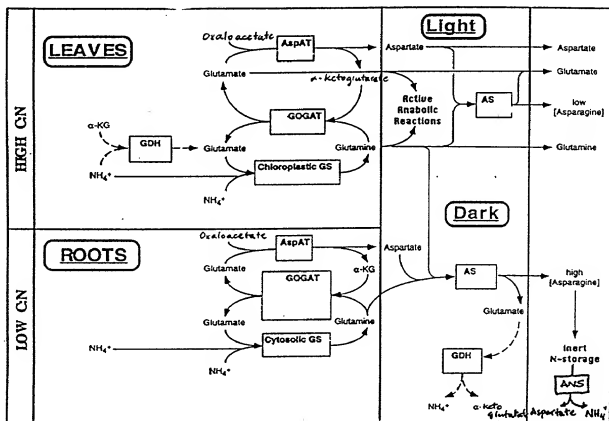 HIGH C:N
LEAVES
Oxaloacetate
AspAT
Glutamate
α-ketoglutarate
GOGAT
α-KG
GDH
Glutamate
Glutamine
Chloroplastic GS
NH₄⁺
NH₄⁺
Light
Aspartate
Active
Anabolic
Reactions
AS
Aspartate
Glutamate
low
[Asparagine]
Glutamine
LOW C:N
ROOTS
Oxaloacetate
AspAT
Glutamate
α-KG
GOGAT
Glutamate
Glutamine
Cytosolic GS
NH₄⁺
NH₄⁺
Dark
Aspartate
AS
Glutamate
GDH
NH₄⁺
α-keto
glutarate
high
[Asparagine]
Inert
N-storage
ANS
Aspartate
NH₄⁺